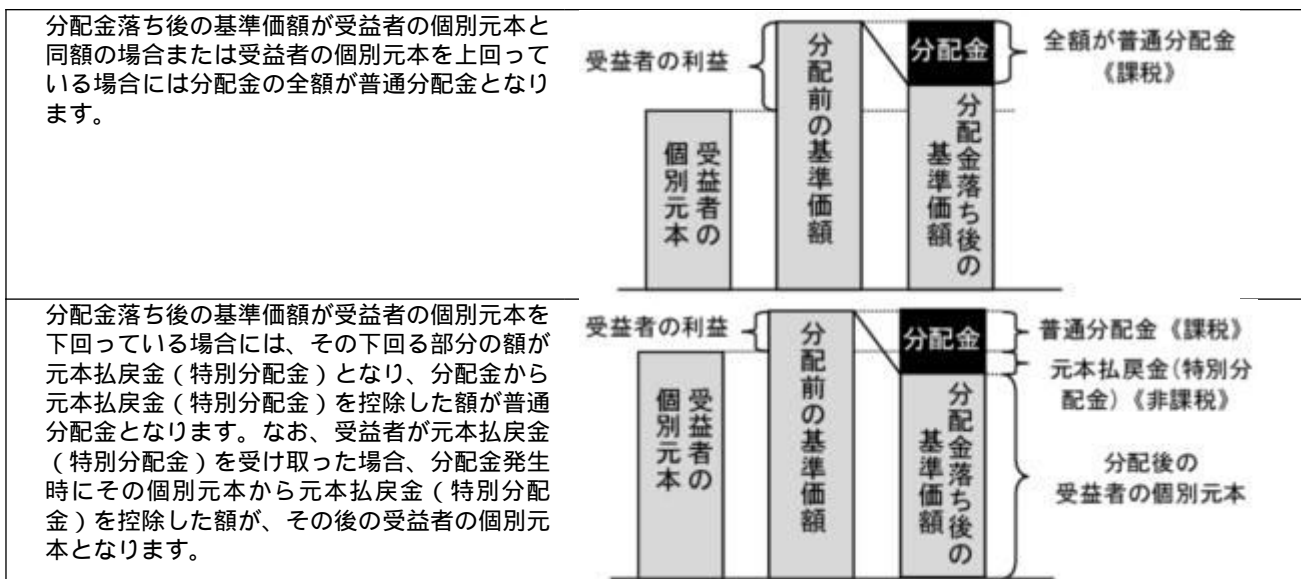 分配金落ち後の基準価額が受益者の個別元本と
同額の場合または受益者の個別元本を上回って
いる場合には分配金の全額が普通分配金となり
ます。
受益者の利益
受益者の
個別元本
分配前の基準価額
分配金
分配金落ち後の
基準価額
全額が普通分配金
《課税》
分配金落ち後の基準価額が受益者の個別元本を
下回っている場合には、その下回る部分の額が
元本払戻金（特別分配金）となり、分配金から
元本払戻金（特別分配金）を控除した額が普通
分配金となります。なお、受益者が元本払戻金
（特別分配金）を受け取った場合、分配金発生
時にその個別元本から元本払戻金（特別分配
金）を控除した額が、その後の受益者の個別元
本となります。
受益者の利益
受益者の
個別元本
分配前の基準価額
分配金
分配金落ち後の
基準価額
普通分配金《課税》
元本払戻金(特別分
配金)《非課税》
分配後の
受益者の個別元本